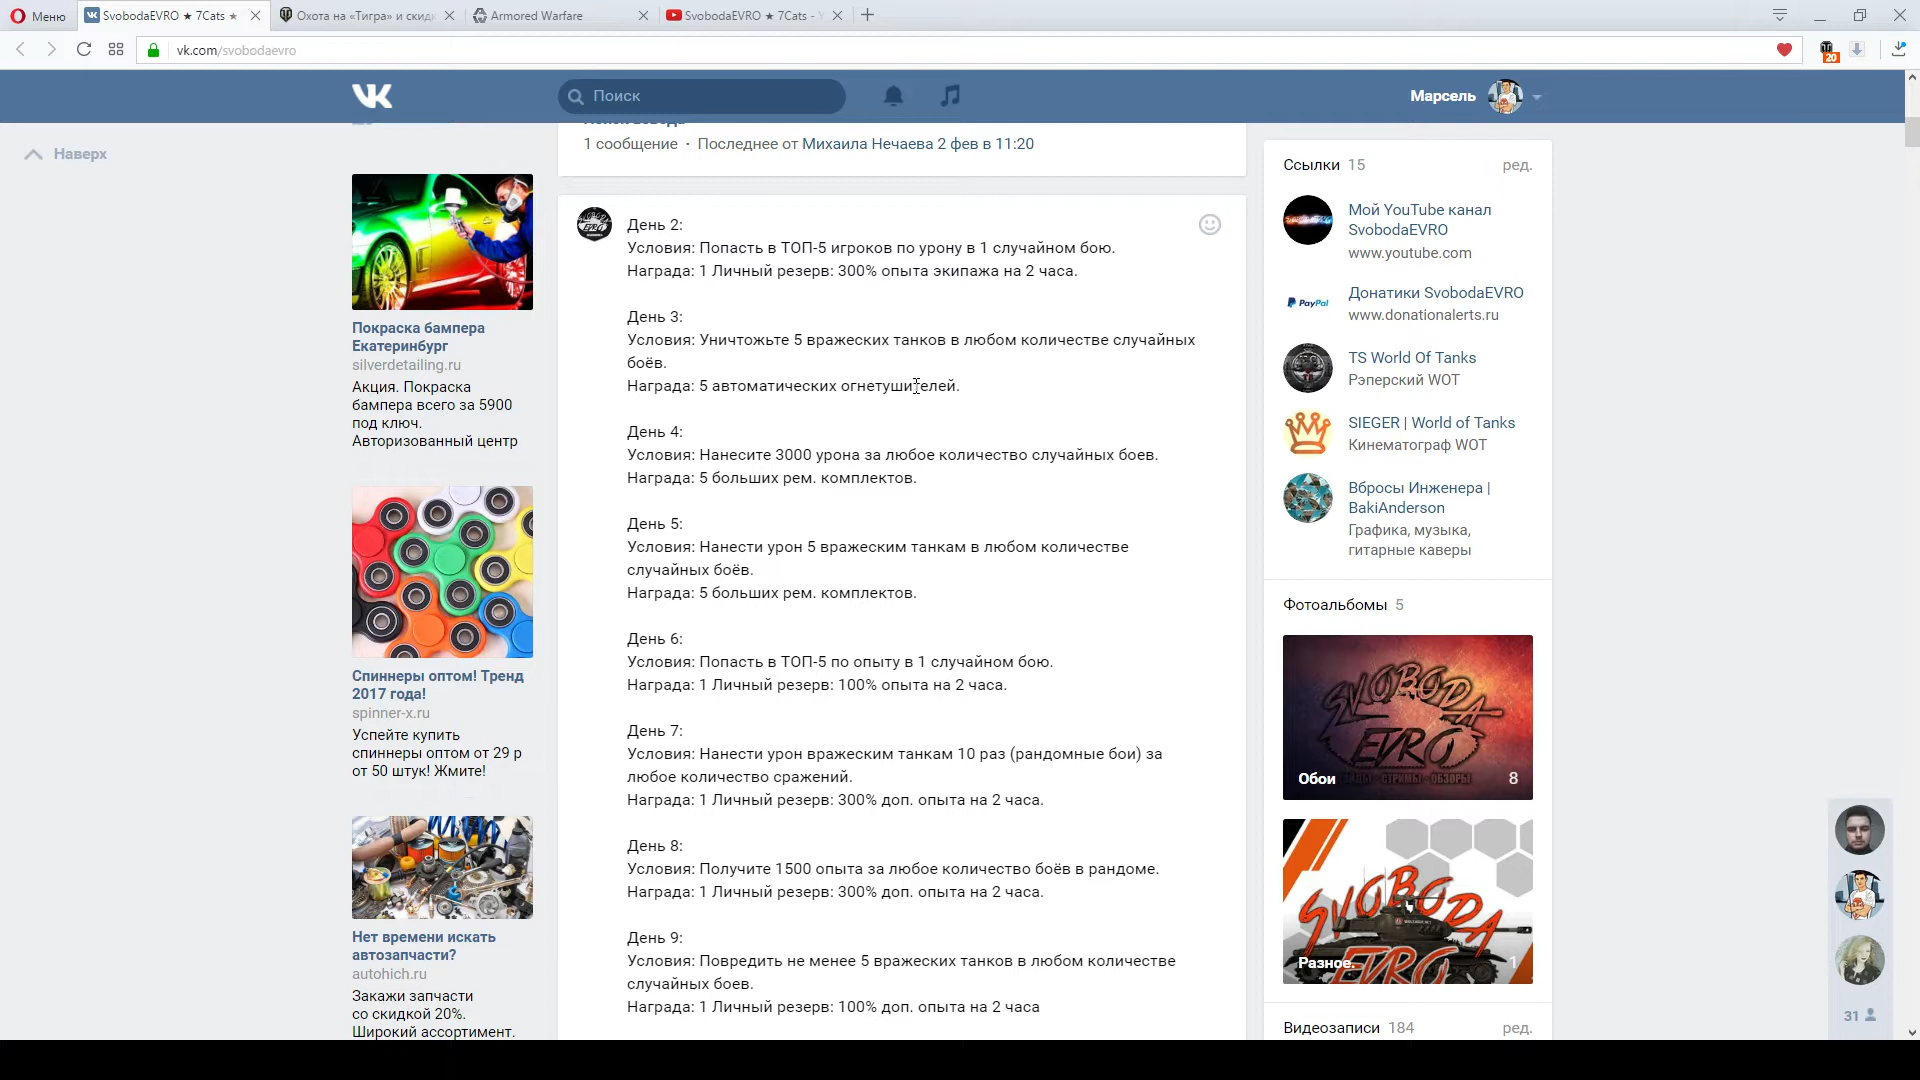 Меню
SvobodaEVRO ★ 7Cats ★
Охота на «Тигра» и скид
Armored Warfare
SvobodaEVRO ★ 7Cats - Y
vk.com/svobodaevro
20
Поиск
Марсель
Наверх
1 сообщение · Последнее от Михаила Нечаева 2 фев в 11:20
Покраска бампера
Екатеринбург
silverdetailing.ru
Акция. Покраска
бампера всего за 5900
под ключ.
Авторизованный центр
Спиннеры оптом! Тренд
2017 года!
spinner-x.ru
Успейте купить
спиннеры оптом от 29 р
от 50 штук! Жмите!
Нет времени искать
автозапчасти?
autohich.ru
Закажи запчасти
со скидкой 20%.
Широкий ассортимент.
День 2:
Условия: Попасть в ТОП-5 игроков по урону в 1 случайном бою.
Награда: 1 Личный резерв: 300% опыта экипажа на 2 часа.
День 3:
Условия: Уничтожьте 5 вражеских танков в любом количестве случайных
боёв.
Награда: 5 автоматических огнетушителей.
День 4:
Условия: Нанесите 3000 урона за любое количество случайных боев.
Награда: 5 больших рем. комплектов.
День 5:
Условия: Нанести урон 5 вражеским танкам в любом количестве
случайных боёв.
Награда: 5 больших рем. комплектов.
День 6:
Условия: Попасть в ТОП-5 по опыту в 1 случайном бою.
Награда: 1 Личный резерв: 100% опыта на 2 часа.
День 7:
Условия: Нанести урон вражеским танкам 10 раз (рандомные бои) за
любое количество сражений.
Награда: 1 Личный резерв: 300% доп. опыта на 2 часа.
День 8:
Условия: Получите 1500 опыта за любое количество боёв в рандоме.
Награда: 1 Личный резерв: 300% доп. опыта на 2 часа.
День 9:
Условия: Повредить не менее 5 вражеских танков в любом количестве
случайных боев.
Награда: 1 Личный резерв: 100% доп. опыта на 2 часа
Ссылки 15
ред.
Мой YouTube канал
SvobodaEVRO
www.youtube.com
PayPal
Донатики SvobodaEVRO
www.donationalerts.ru
TS World Of Tanks
Рэперский WOT
SIEGER | World of Tanks
Кинематограф WOT
Вбросы Инженера |
BakiAnderson
Графика, музыка,
гитарные каверы
Фотоальбомы 5
SVOBODA
EVRO
Обои 8
SVOBODA
EVRO
Разное. 1
Видеозаписи 184
ред.
31